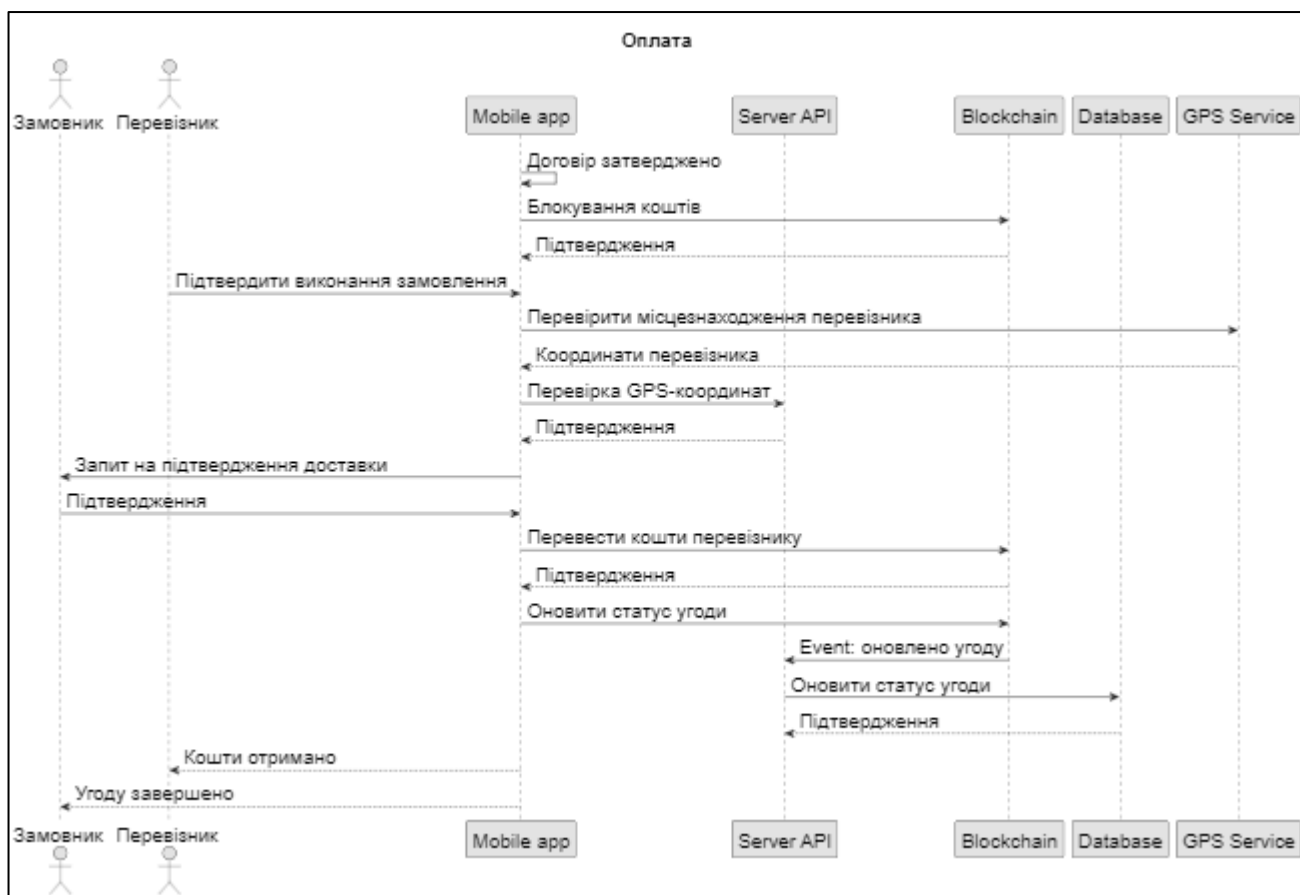 Оплата
Замовник Перевізник Mobile app Server API Blockchain Database GPS Service
Договір затверджено
Блокування коштів
Підтвердження
Підтвердити виконання замовлення
Перевірити місцезнаходження перевізника
Координати перевізника
Перевірка GPS-координат
Підтвердження
Запит на підтвердження доставки
Підтвердження
Перевести кошти перевізнику
Підтвердження
Оновити статус угоди
Event: оновлено угоду
Оновити статус угоди
Підтвердження
Кошти отримано
Угоду завершено
Замовник Перевізник Mobile app Server API Blockchain Database GPS Service